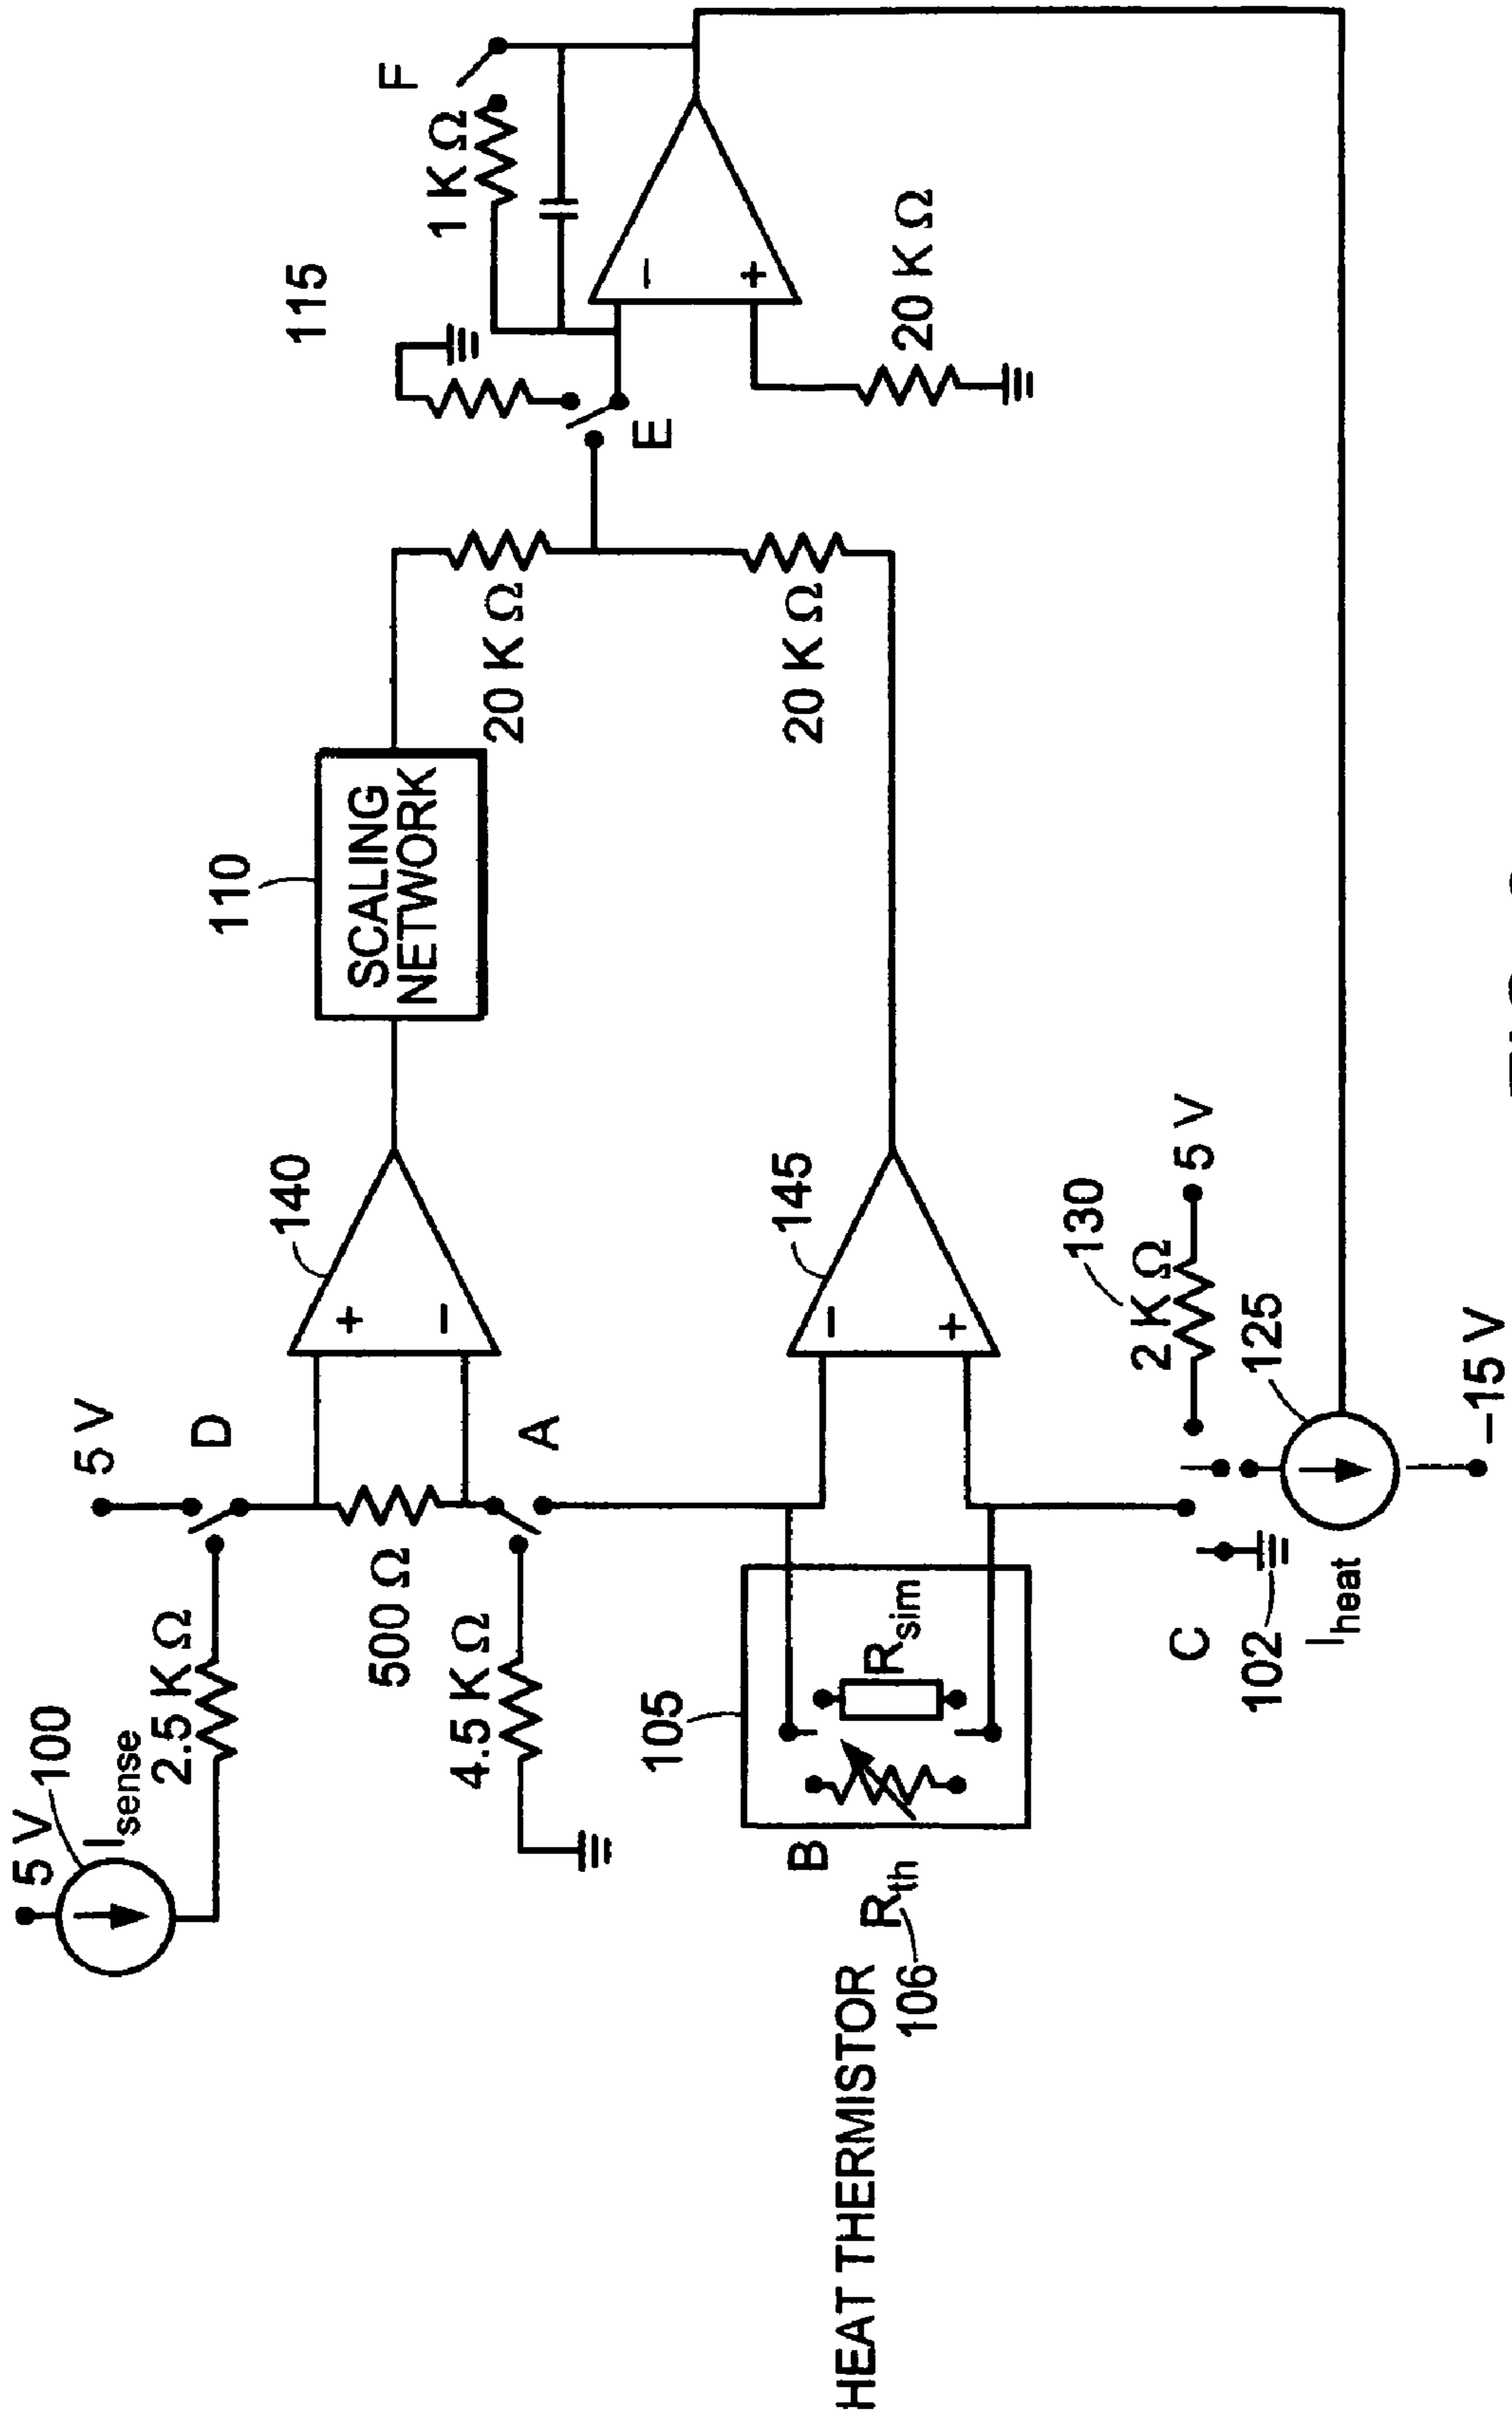 5 V
100
I_sense
2.5 K Ω
5 V
D
500 Ω
A
4.5 K Ω
140
+
−
110
SCALING
NETWORK
20 K Ω
20 K Ω
E
115
1 K Ω
F
−
+
20 K Ω
105
B
R_sim
HEAT THERMISTOR
R_th
106
145
−
+
130
2 K Ω
5 V
C
102
125
I_heat
−15 V